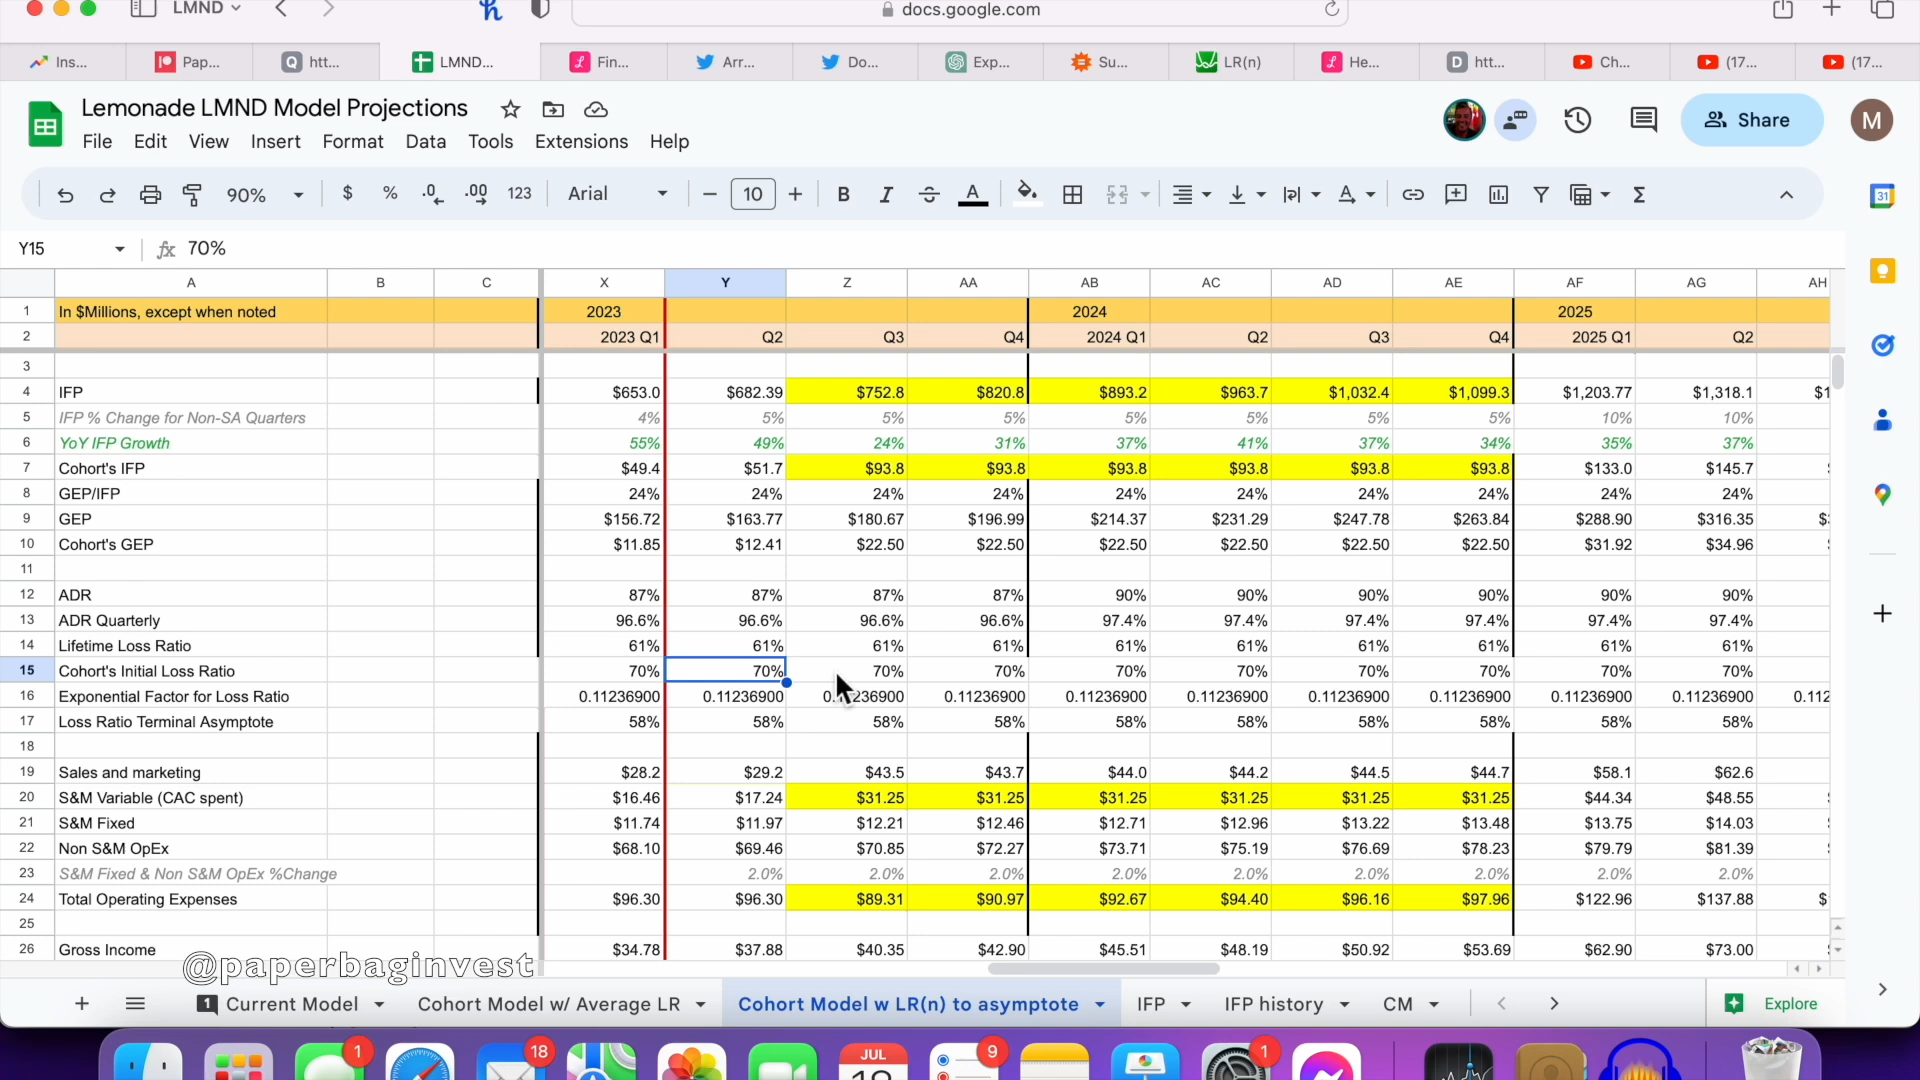 LMND
docs.google.com
Ins...
Pap...
htt...
LMND...
Fin...
Arr...
Do...
Exp...
Su...
LR(n)
He...
htt...
Ch...
(17...
(17...
Lemonade LMND Model Projections
Share
M
File Edit View Insert Format Data Tools Extensions Help
90% $ % .0 .00 123 Arial 10 B I A
31
Y15 fx 70%
A B C X Y Z AA AB AC AD AE AF AG AH
1 In $Millions, except when noted 2023 2024 2025
2 2023 Q1 Q2 Q3 Q4 2024 Q1 Q2 Q3 Q4 2025 Q1 Q2
3
4 IFP $653.0 $682.39 $752.8 $820.8 $893.2 $963.7 $1,032.4 $1,099.3 $1,203.77 $1,318.1 $1
5 IFP % Change for Non-SA Quarters 4% 5% 5% 5% 5% 5% 5% 5% 10% 10%
6 YoY IFP Growth 55% 49% 24% 31% 37% 41% 37% 34% 35% 37%
7 Cohort's IFP $49.4 $51.7 $93.8 $93.8 $93.8 $93.8 $93.8 $93.8 $133.0 $145.7
8 GEP/IFP 24% 24% 24% 24% 24% 24% 24% 24% 24% 24%
9 GEP $156.72 $163.77 $180.67 $196.99 $214.37 $231.29 $247.78 $263.84 $288.90 $316.35 $
10 Cohort's GEP $11.85 $12.41 $22.50 $22.50 $22.50 $22.50 $22.50 $22.50 $31.92 $34.96
11
12 ADR 87% 87% 87% 87% 90% 90% 90% 90% 90% 90%
13 ADR Quarterly 96.6% 96.6% 96.6% 96.6% 97.4% 97.4% 97.4% 97.4% 97.4% 97.4%
14 Lifetime Loss Ratio 61% 61% 61% 61% 61% 61% 61% 61% 61% 61%
15 Cohort's Initial Loss Ratio 70% 70% 70% 70% 70% 70% 70% 70% 70% 70%
16 Exponential Factor for Loss Ratio 0.11236900 0.11236900 0.11236900 0.11236900 0.11236900 0.11236900 0.11236900 0.11236900 0.11236900 0.11236900 0.112
17 Loss Ratio Terminal Asymptote 58% 58% 58% 58% 58% 58% 58% 58% 58% 58%
18
19 Sales and marketing $28.2 $29.2 $43.5 $43.7 $44.0 $44.2 $44.5 $44.7 $58.1 $62.6
20 S&M Variable (CAC spent) $16.46 $17.24 $31.25 $31.25 $31.25 $31.25 $31.25 $31.25 $44.34 $48.55
21 S&M Fixed $11.74 $11.97 $12.21 $12.46 $12.71 $12.96 $13.22 $13.48 $13.75 $14.03
22 Non S&M OpEx $68.10 $69.46 $70.85 $72.27 $73.71 $75.19 $76.69 $78.23 $79.79 $81.39
23 S&M Fixed & Non S&M OpEx %Change 2.0% 2.0% 2.0% 2.0% 2.0% 2.0% 2.0% 2.0% 2.0%
24 Total Operating Expenses $96.30 $96.30 $89.31 $90.97 $92.67 $94.40 $96.16 $97.96 $122.96 $137.88 $
25
26 Gross Income $34.78 $37.88 $40.35 $42.90 $45.51 $48.19 $50.92 $53.69 $62.90 $73.00
@paperbaginvest
1 Current Model Cohort Model w/ Average LR Cohort Model w LR(n) to asymptote IFP IFP history CM Explore
1 18 JUL 9 1